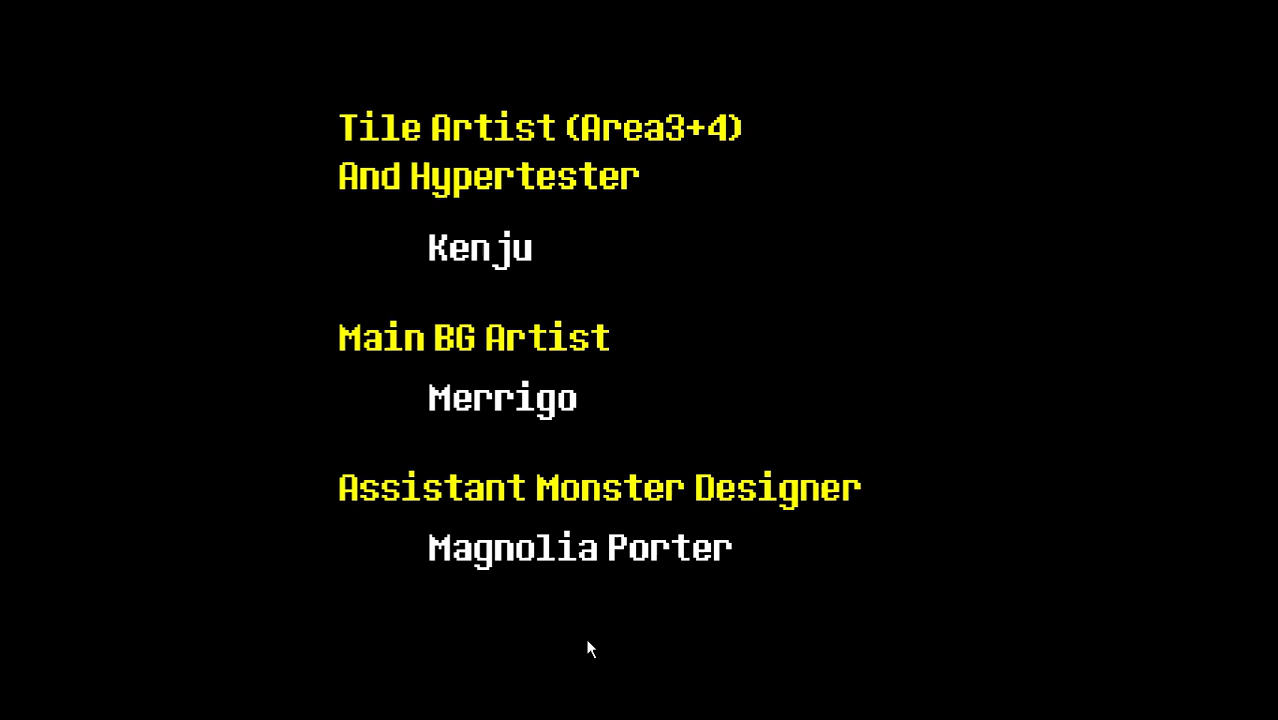 Tile Artist (Area3+4)
And Hypertester
Kenju
Main BG Artist
Merrigo
Assistant Monster Designer
Magnolia Porter